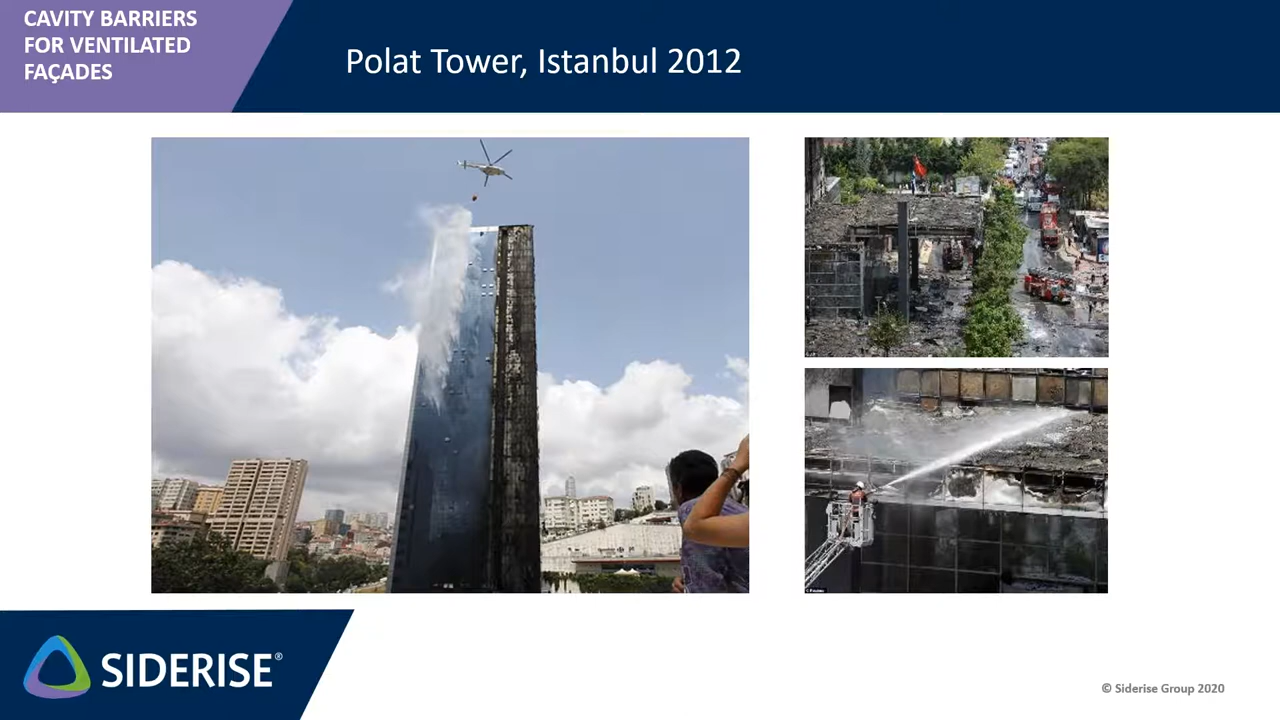 CAVITY BARRIERS
FOR VENTILATED
FAÇADES
Polat Tower, Istanbul 2012
SIDERISE®
© Siderise Group 2020